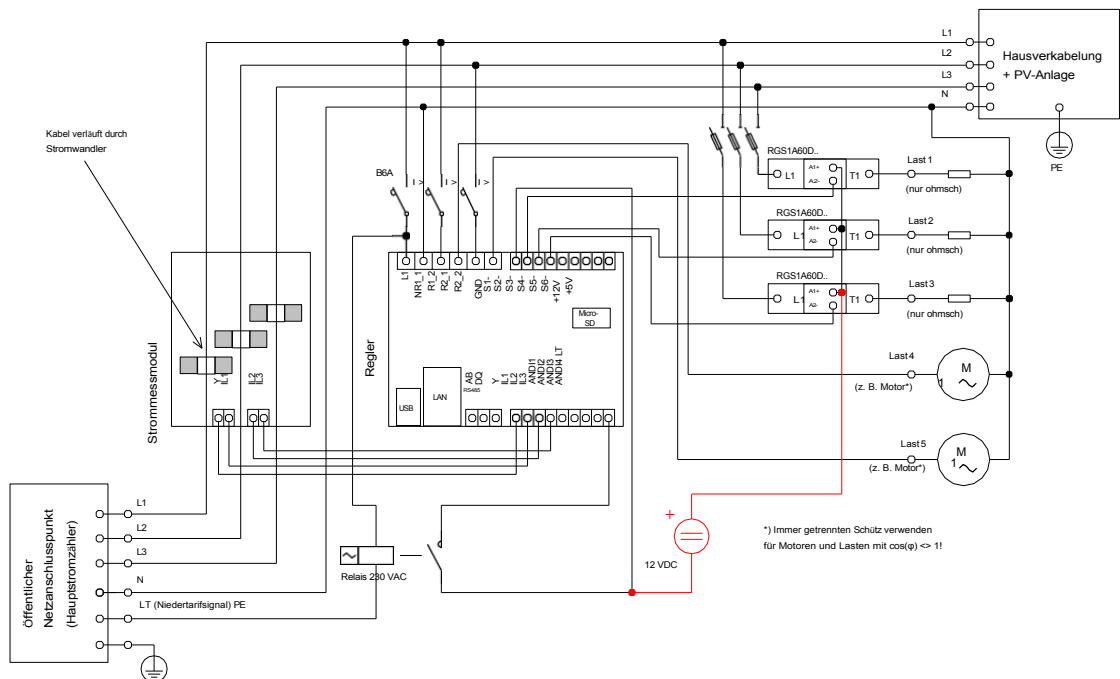 L1
L2
L3
N
Hausverkabelung
+ PV-Anlage
PE
Kabel verläuft durch
Stromwandler
B6A
I >
I >
I >
RGS1A60D..
L1
A1+
A2-
T1
Last 1
(nur ohmsch)
RGS1A60D..
L1
A1+
A2-
T1
Last 2
(nur ohmsch)
RGS1A60D..
L1
A1+
A2-
T1
Last 3
(nur ohmsch)
L1
NR1_1
R1_2
R2_1
R2_2
GND
S1-
S2-
S3-
S4-
S5-
S6-
+12V
+5V
Micro-
SD
Regler
USB
LAN
AB
DQ
RS485
Y
IL1
IL2
IL3
ANDI1
ANDI2
ANDI3
ANDI4 LT
Strommessmodul
Y
IL1
IL2
IL3
Last 4
(z. B. Motor*)
M
1
Last 5
(z. B. Motor*)
M
1
Öffentlicher
Netzanschlusspunkt
(Hauptstromzähler)
L1
L2
L3
N
LT (Niedertarifsignal) PE
Relais 230 VAC
+
12 VDC
*) Immer getrennten Schütz verwenden
für Motoren und Lasten mit cos(φ) <> 1!